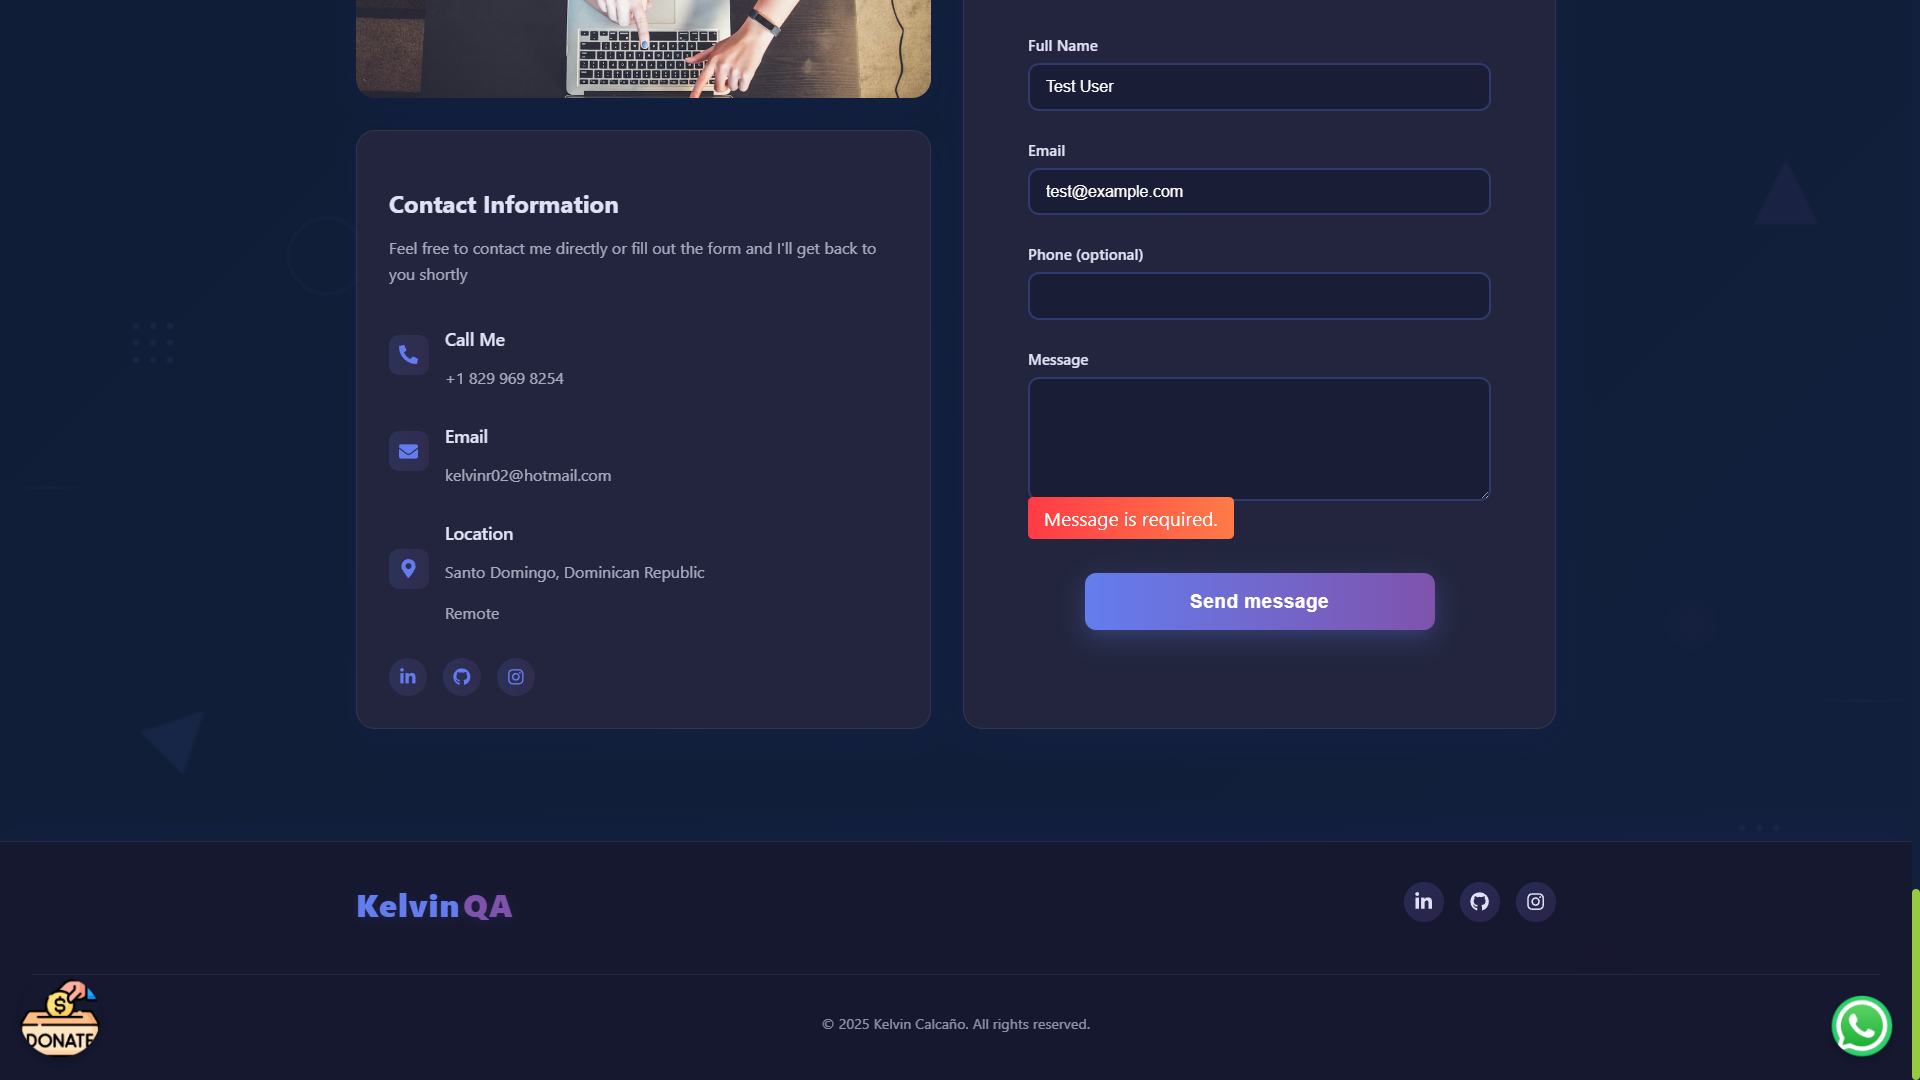 Contact Information
Feel free to contact me directly or fill out the form and I'll get back to
you shortly
Call Me
+1 829 969 8254
Email
kelvinr02@hotmail.com
Location
Santo Domingo, Dominican Republic
Remote
Full Name
Test User
Email
test@example.com
Phone (optional)
Message
Message is required.
Send message
KelvinQA
DONATE
© 2025 Kelvin Calcaño. All rights reserved.